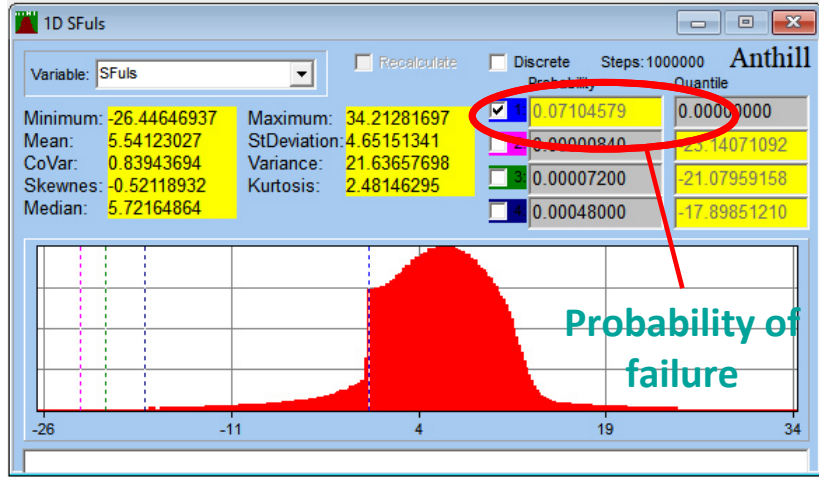 1D SFuls
Variable: SFuls
Recalculate
Discrete Steps: 1000000 Anthill
Probability Quantile
Minimum: -26.44646937 Maximum: 34.21281697 1 0.07104579 0.00000000
Mean: 5.54123027 StDeviation: 4.65151341 2 0.00000840 -23.14071092
CoVar: 0.83943694 Variance: 21.63657698 3: 0.00007200 -21.07959158
Skewnes: -0.52118932 Kurtosis: 2.48146295 4 0.00048000 -17.89851210
Median: 5.72164864
Probability of
failure
-26 -11 4 19 34